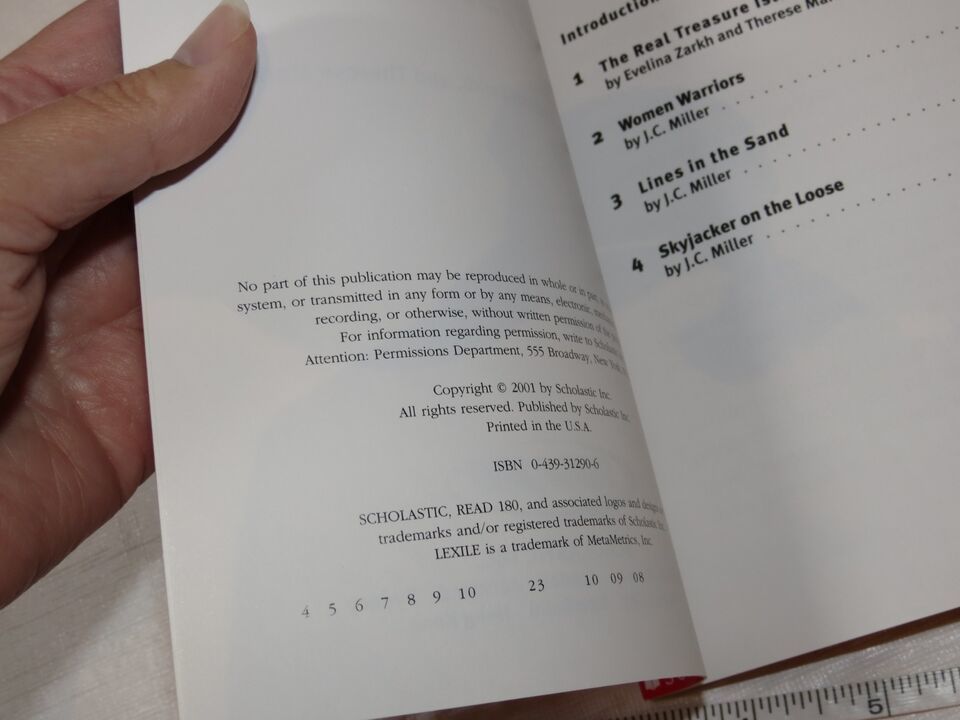 No part of this publication may be reproduced in whole or in part,
system, or transmitted in any form or by any means, electronic,
recording, or otherwise, without written permission of the
For information regarding permission, write to Scholastic
Attention: Permissions Department, 555 Broadway, New York,
Copyright © 2001 by Scholastic Inc.
All rights reserved. Published by Scholastic Inc.
Printed in the U.S.A.
ISBN 0-439-31290-6
SCHOLASTIC, READ 180, and associated logos and designs
trademarks and/or registered trademarks of Scholastic Inc.
LEXILE is a trademark of MetaMetrics, Inc.
4 5 6 7 8 9 10 23 10 09 08
Introduction
1 The Real Treasure
by Evelina Zarkh and Therese
2 Women Warriors
by J.C. Miller
3 Lines in the Sand
by J.C. Miller
4 Skyjacker on the Loose
by J.C. Miller
5